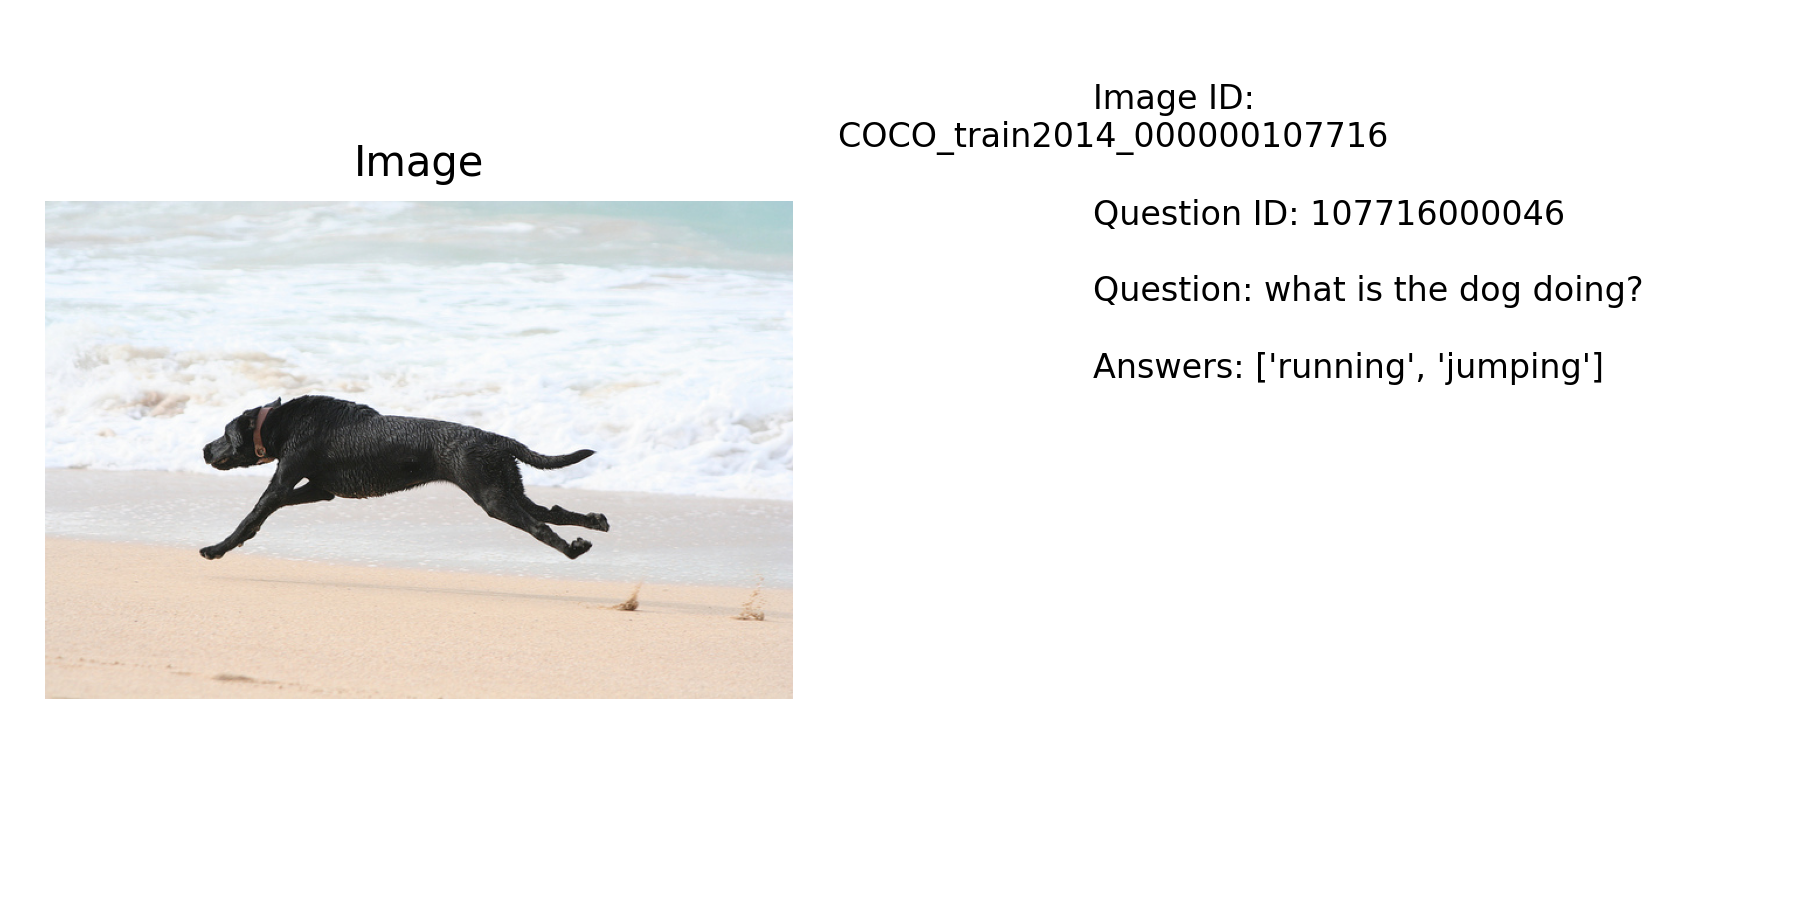 Image
Image ID:
COCO_train2014_000000107716
Question ID: 107716000046
Question: what is the dog doing?
Answers: ['running', 'jumping']